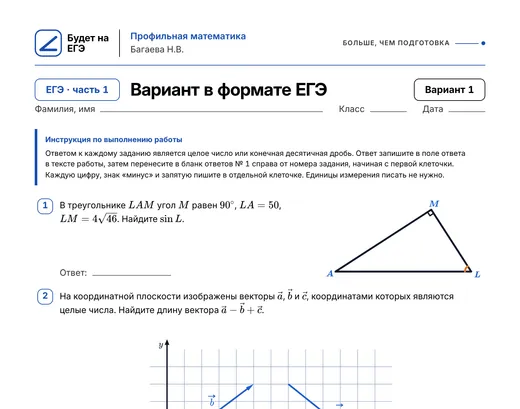 Будет на
ЕГЭ
Профильная математика
Багаева Н.В.
БОЛЬШЕ, ЧЕМ ПОДГОТОВКА
ЕГЭ · часть 1
Вариант в формате ЕГЭ
Вариант 1
Фамилия, имя
Класс
Дата
Инструкция по выполнению работы
Ответом к каждому заданию является целое число или конечная десятичная дробь. Ответ запишите в поле ответа
в тексте работы, затем перенесите в бланк ответов № 1 справа от номера задания, начиная с первой клеточки.
Каждую цифру, знак «минус» и запятую пишите в отдельной клеточке. Единицы измерения писать не нужно.
1
В треугольнике LAM угол M равен 90°, LA = 50,
LM = 4√46. Найдите sin L.
M
A
L
Ответ:
2
На координатной плоскости изображены векторы a⃗, b⃗ и c⃗, координатами которых являются
целые числа. Найдите длину вектора a⃗ − b⃗ + c⃗.
y
b⃗